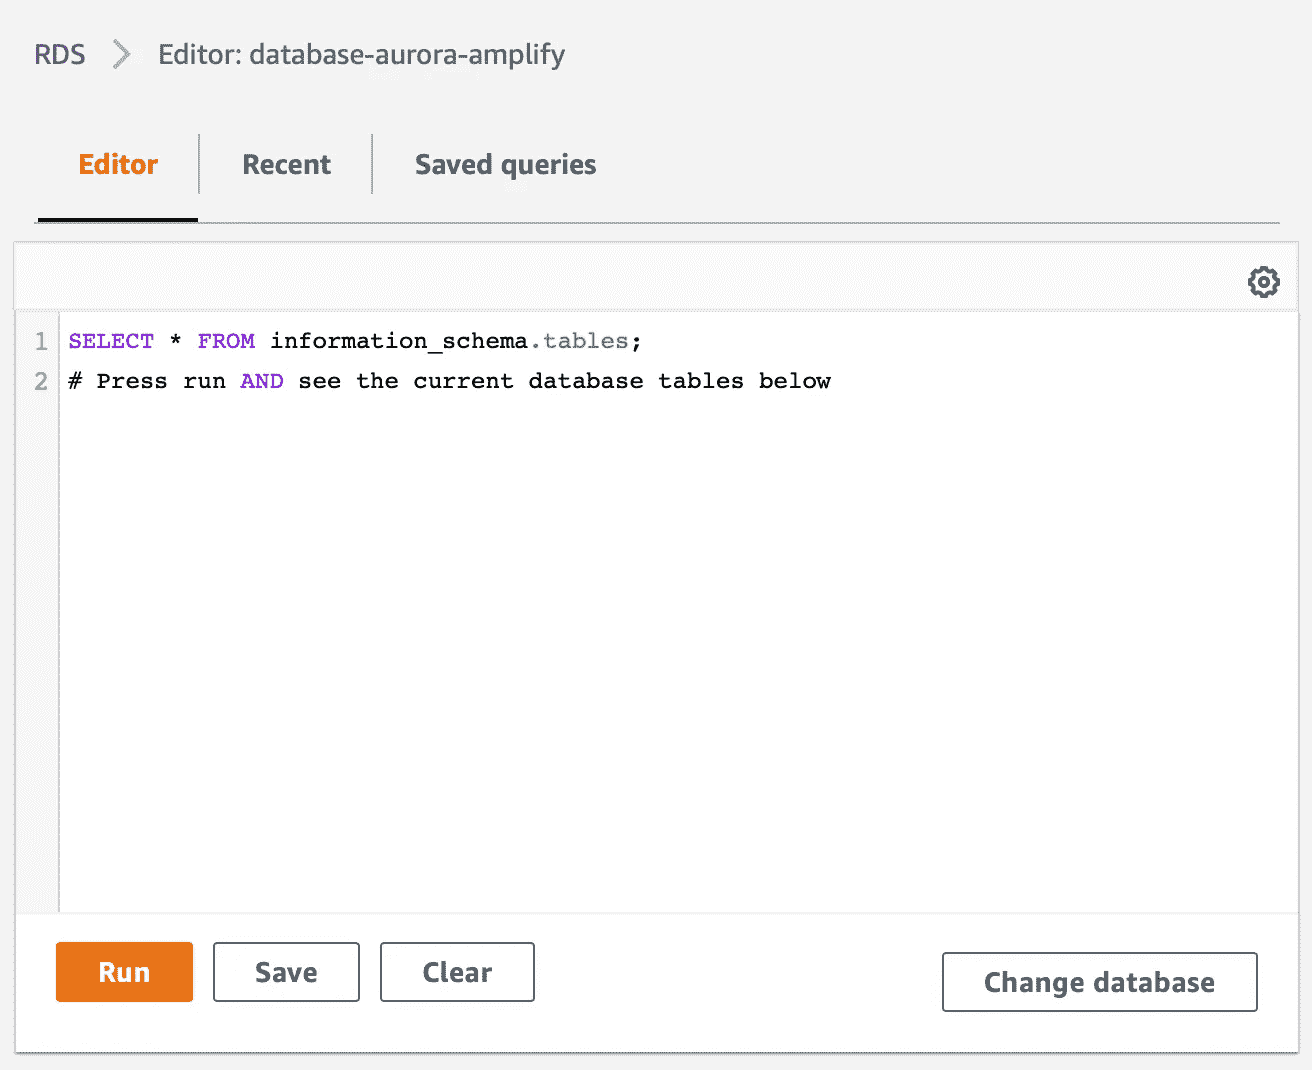 RDS > Editor: database-aurora-amplify
Editor Recent Saved queries
1 SELECT * FROM information_schema.tables;
2 # Press run AND see the current database tables below
Run Save Clear Change database